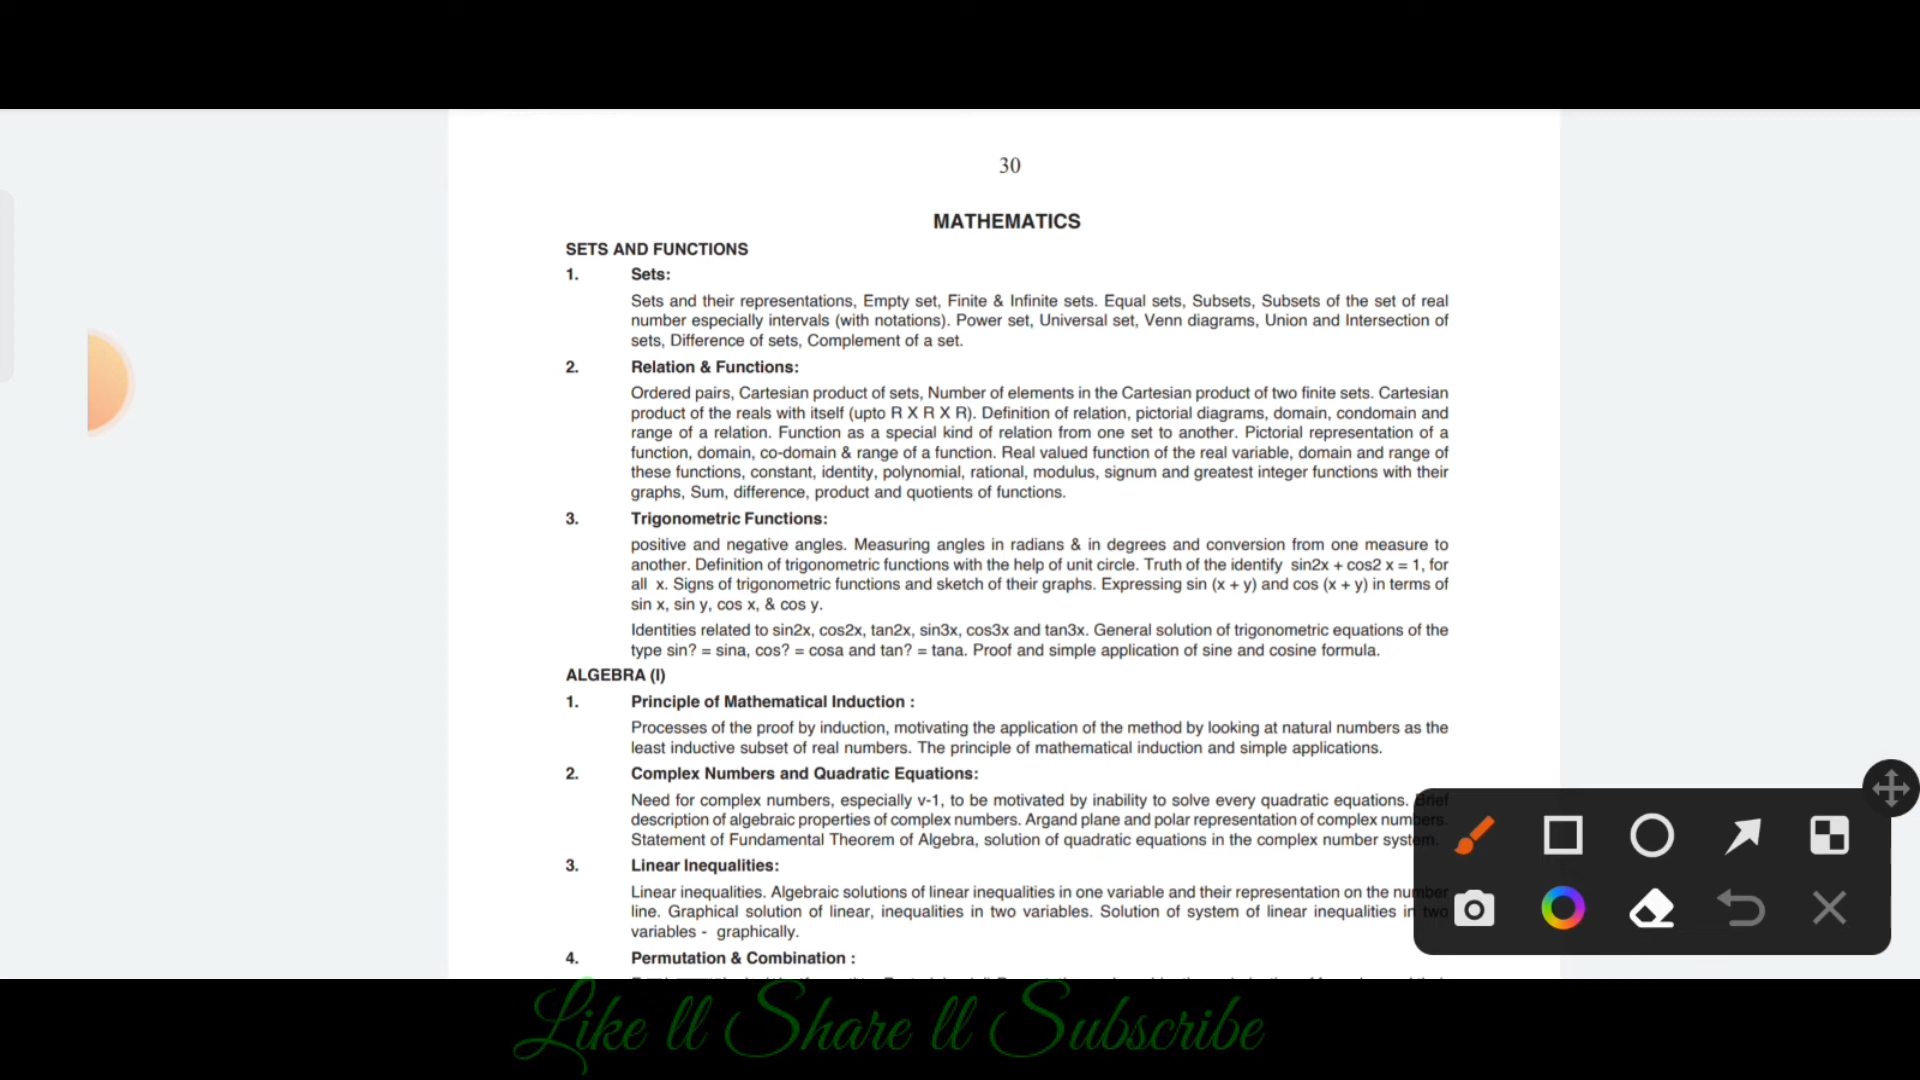 30
MATHEMATICS
SETS AND FUNCTIONS
1. Sets:
Sets and their representations, Empty set, Finite & Infinite sets. Equal sets, Subsets, Subsets of the set of real
number especially intervals (with notations). Power set, Universal set, Venn diagrams, Union and Intersection of
sets, Difference of sets, Complement of a set.
2. Relation & Functions:
Ordered pairs, Cartesian product of sets, Number of elements in the Cartesian product of two finite sets. Cartesian
product of the reals with itself (upto R X R X R). Definition of relation, pictorial diagrams, domain, condomain and
range of a relation. Function as a special kind of relation from one set to another. Pictorial representation of a
function, domain, co-domain & range of a function. Real valued function of the real variable, domain and range of
these functions, constant, identity, polynomial, rational, modulus, signum and greatest integer functions with their
graphs, Sum, difference, product and quotients of functions.
3. Trigonometric Functions:
positive and negative angles. Measuring angles in radians & in degrees and conversion from one measure to
another. Definition of trigonometric functions with the help of unit circle. Truth of the identify sin2x + cos2 x = 1, for
all x. Signs of trigonometric functions and sketch of their graphs. Expressing sin (x + y) and cos (x + y) in terms of
sin x, sin y, cos x, & cos y.
Identities related to sin2x, cos2x, tan2x, sin3x, cos3x and tan3x. General solution of trigonometric equations of the
type sin? = sina, cos? = cosa and tan? = tana. Proof and simple application of sine and cosine formula.
ALGEBRA (I)
1. Principle of Mathematical Induction :
Processes of the proof by induction, motivating the application of the method by looking at natural numbers as the
least inductive subset of real numbers. The principle of mathematical induction and simple applications.
2. Complex Numbers and Quadratic Equations:
Need for complex numbers, especially v-1, to be motivated by inability to solve every quadratic equations. Brief
description of algebraic properties of complex numbers. Argand plane and polar representation of complex numbers.
Statement of Fundamental Theorem of Algebra, solution of quadratic equations in the complex number system.
3. Linear Inequalities:
Linear inequalities. Algebraic solutions of linear inequalities in one variable and their representation on the number
line. Graphical solution of linear, inequalities in two variables. Solution of system of linear inequalities in two
variables - graphically.
4. Permutation & Combination :
Like ll Share ll Subscribe